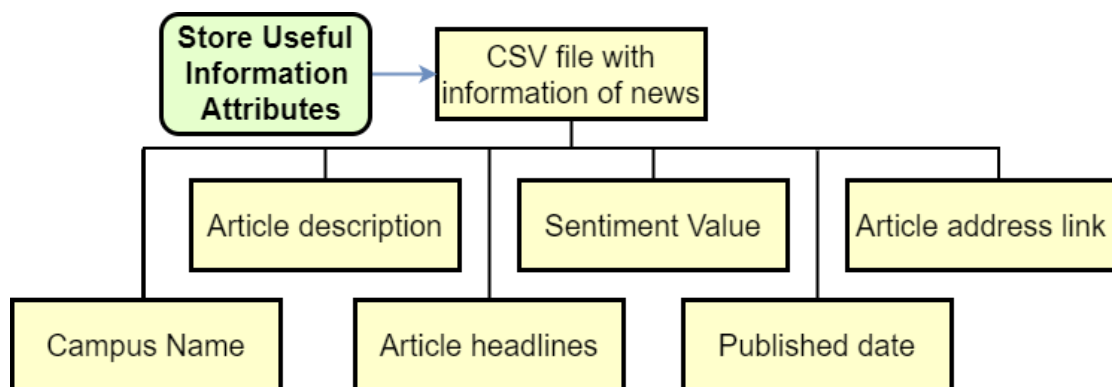 Store Useful
Information
Attributes
CSV file with
information of news
Article description
Sentiment Value
Article address link
Campus Name
Article headlines
Published date